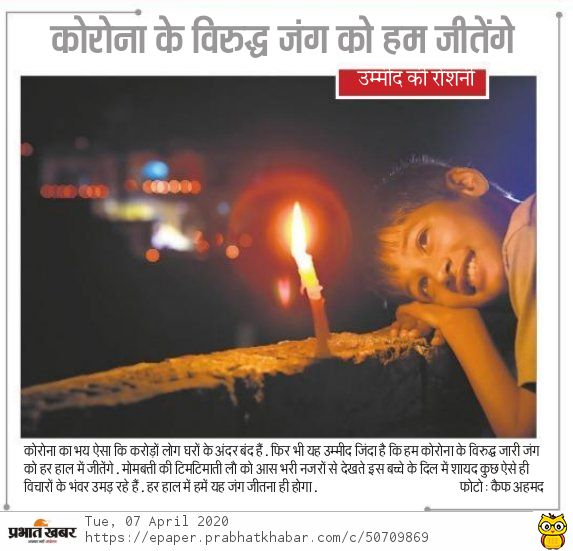 कोरोना के विरुद्ध जंग को हम जीतेंगे
उम्मीद की रोशनी
कोरोना का भय ऐसा कि करोड़ों लोग घरों के अंदर बंद हैं . फिर भी यह उम्मीद जिंदा है कि हम कोरोना के विरुद्ध जारी जंग
को हर हाल में जीतेंगे . मोमबत्ती की टिमटिमाती लौ को आस भरी नजरों से देखते इस बच्चे के दिल में शायद कुछ ऐसे ही
विचारों के भंवर उमड़ रहे हैं . हर हाल में हमें यह जंग जीतना ही होगा . फोटो : कैफ अहमद
प्रभात खबर
Tue, 07 April 2020
https://epaper.prabhatkhabar.com/c/50709869